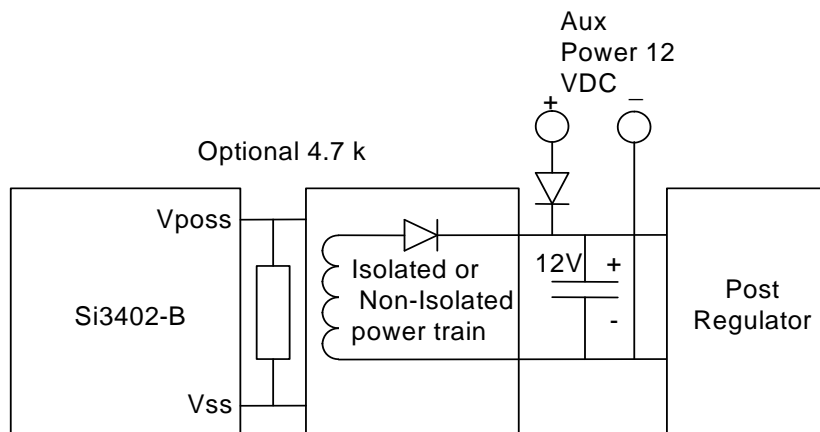 Aux
Power 12
VDC
+ –
Optional 4.7 k
Vposs
Isolated or
Non-Isolated
power train
12V +
-
Si3402-B
Post
Regulator
Vss